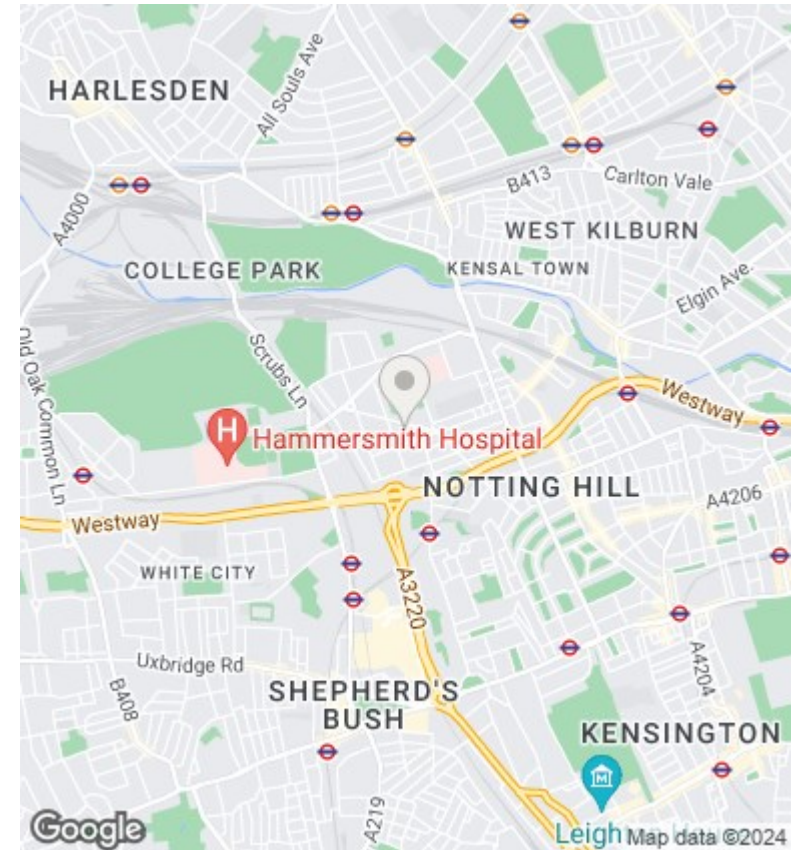 HARLESDEN
All Souls Ave
B413
Carlton Vale
A4000
WEST KILBURN
COLLEGE PARK
KENSAL TOWN
Elgin Ave.
Old Oak Common Ln
Scrubs Ln
Westway
H
Hammersmith Hospital
NOTTING HILL
A4206
Westway
WHITE CITY
A3220
Uxbridge Rd
B408
A4204
SHEPHERD'S
BUSH
KENSINGTON
M
A219
Google
Leigh
Map data ©2024